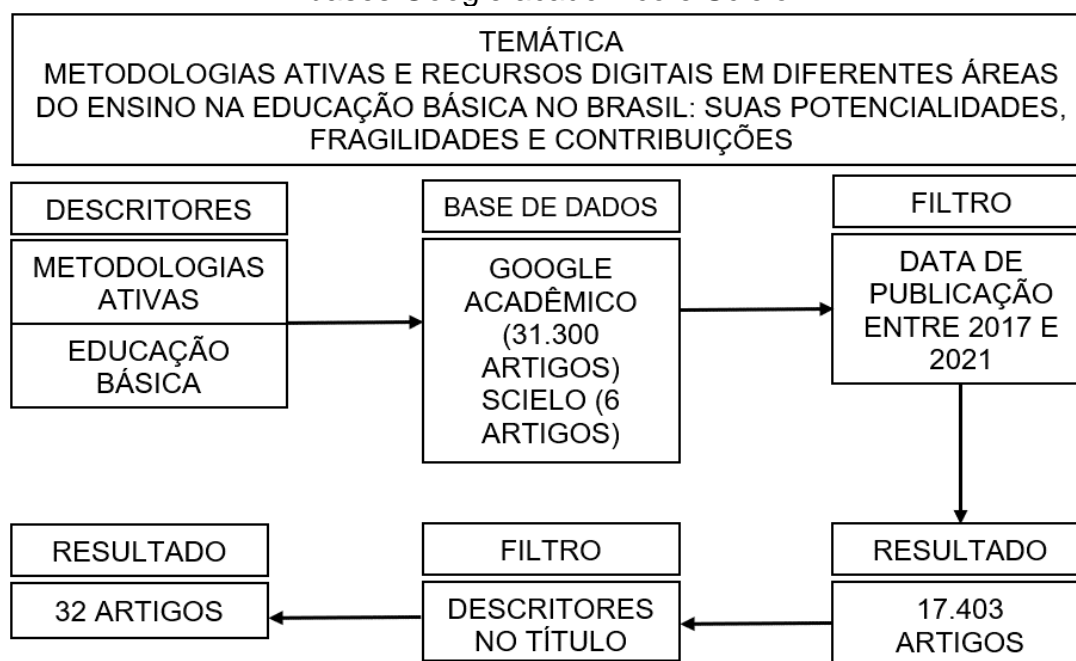 TEMÁTICA
METODOLOGIAS ATIVAS E RECURSOS DIGITAIS EM DIFERENTES ÁREAS
DO ENSINO NA EDUCAÇÃO BÁSICA NO BRASIL: SUAS POTENCIALIDADES,
FRAGILIDADES E CONTRIBUIÇÕES
DESCRITORES
METODOLOGIAS
ATIVAS
EDUCAÇÃO
BÁSICA
BASE DE DADOS
GOOGLE
ACADÊMICO
(31.300
ARTIGOS)
SCIELO (6
ARTIGOS)
FILTRO
DATA DE
PUBLICAÇÃO
ENTRE 2017 E
2021
RESULTADO
17.403
ARTIGOS
FILTRO
DESCRITORES
NO TÍTULO
RESULTADO
32 ARTIGOS